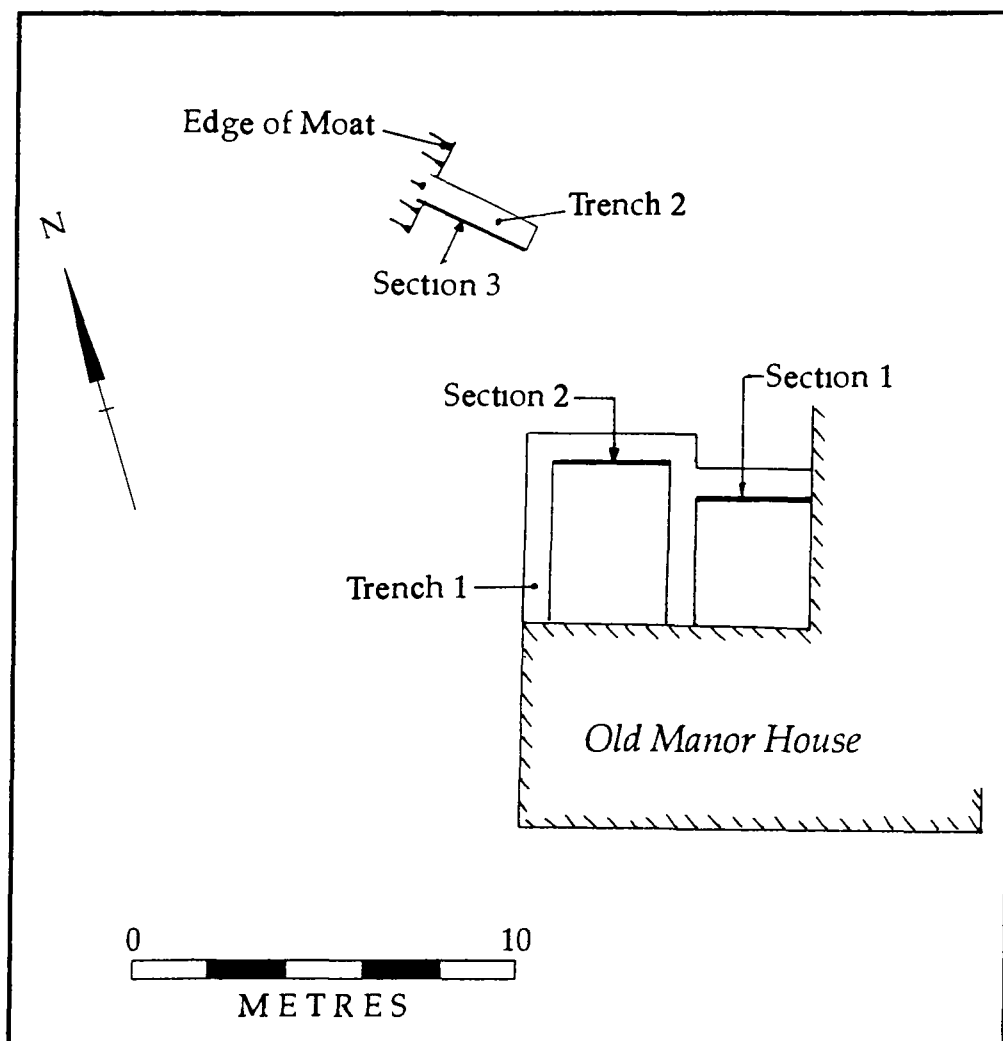 Edge of Moat
Trench 2
N
Section 3
Section 1
Section 2
Trench 1
Old Manor House
0 10
METRES